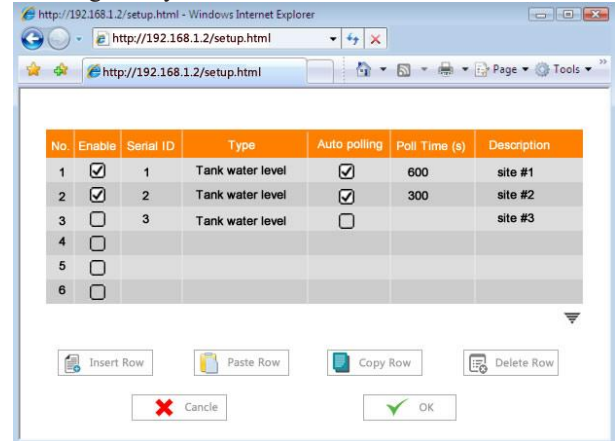 http://192.168.1.2/setup.html - Windows Internet Explorer
http://192.168.1.2/setup.html
http://192.168.1.2/setup.html Page Tools
No. Enable Serial ID Type Auto polling Poll Time (s) Description
1 1 Tank water level 600 site #1
2 2 Tank water level 300 site #2
3 3 Tank water level site #3
4
5
6
Insert Row Paste Row Copy Row Delete Row
Cancle OK